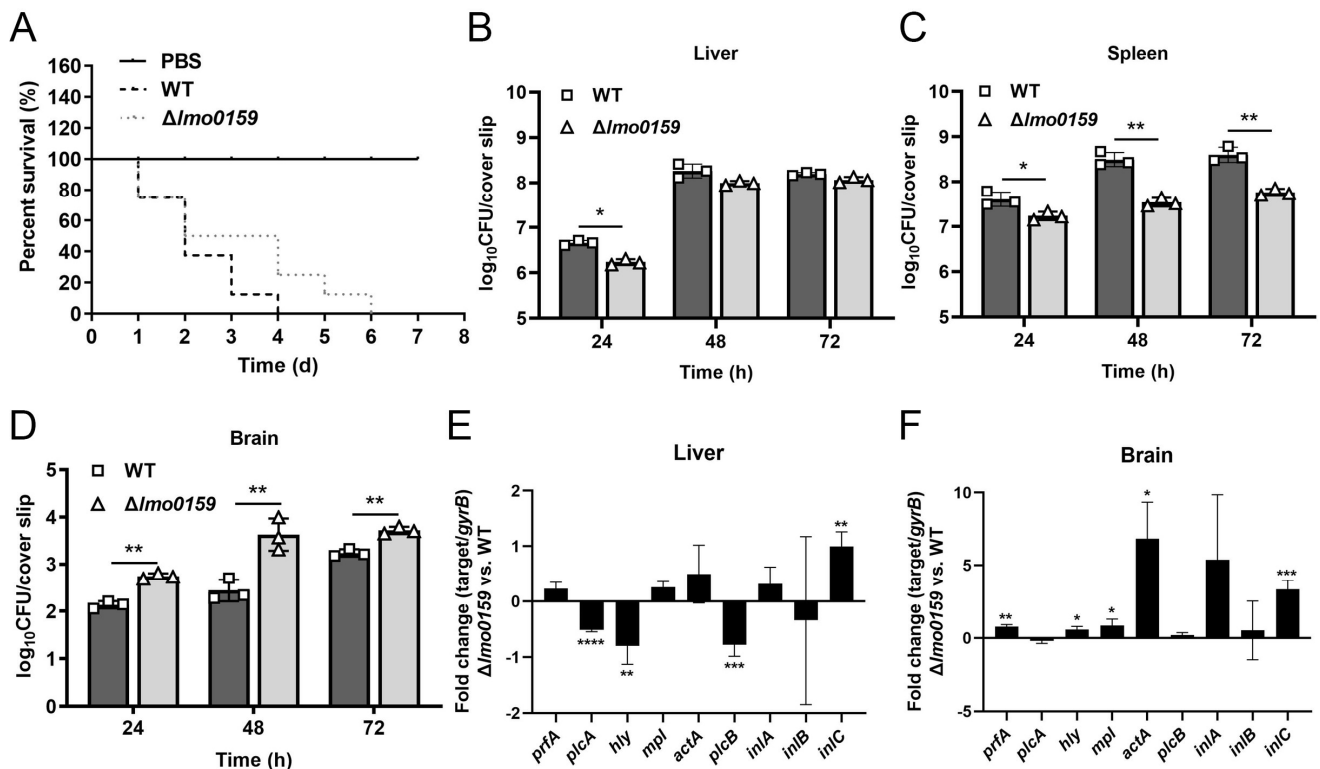 A
PBS
WT
Δlmo0159
160
140
120
100
80
60
40
20
0
Percent survival (%)
0 1 2 3 4 5 6 7 8
Time (d)
B
Liver
WT
Δlmo0159
10
9
8
7
6
5
log₁₀CFU/cover slip
*
24 48 72
Time (h)
C
Spleen
WT
Δlmo0159
10
9
8
7
6
5
log₁₀CFU/cover slip
* ** **
24 48 72
Time (h)
D
Brain
WT
Δlmo0159
5
4
3
2
1
0
log₁₀CFU/cover slip
** ** **
24 48 72
Time (h)
E
Liver
Fold change (target/gyrB)
Δlmo0159 vs. WT
2
1
0
-1
-2
**** ** *** **
prfA plcA hly mpl actA plcB inlA inlB inlC
F
Brain
Fold change (target/gyrB)
Δlmo0159 vs. WT
10
5
0
-5
** * * * ***
prfA plcA hly mpl actA plcB inlA inlB inlC